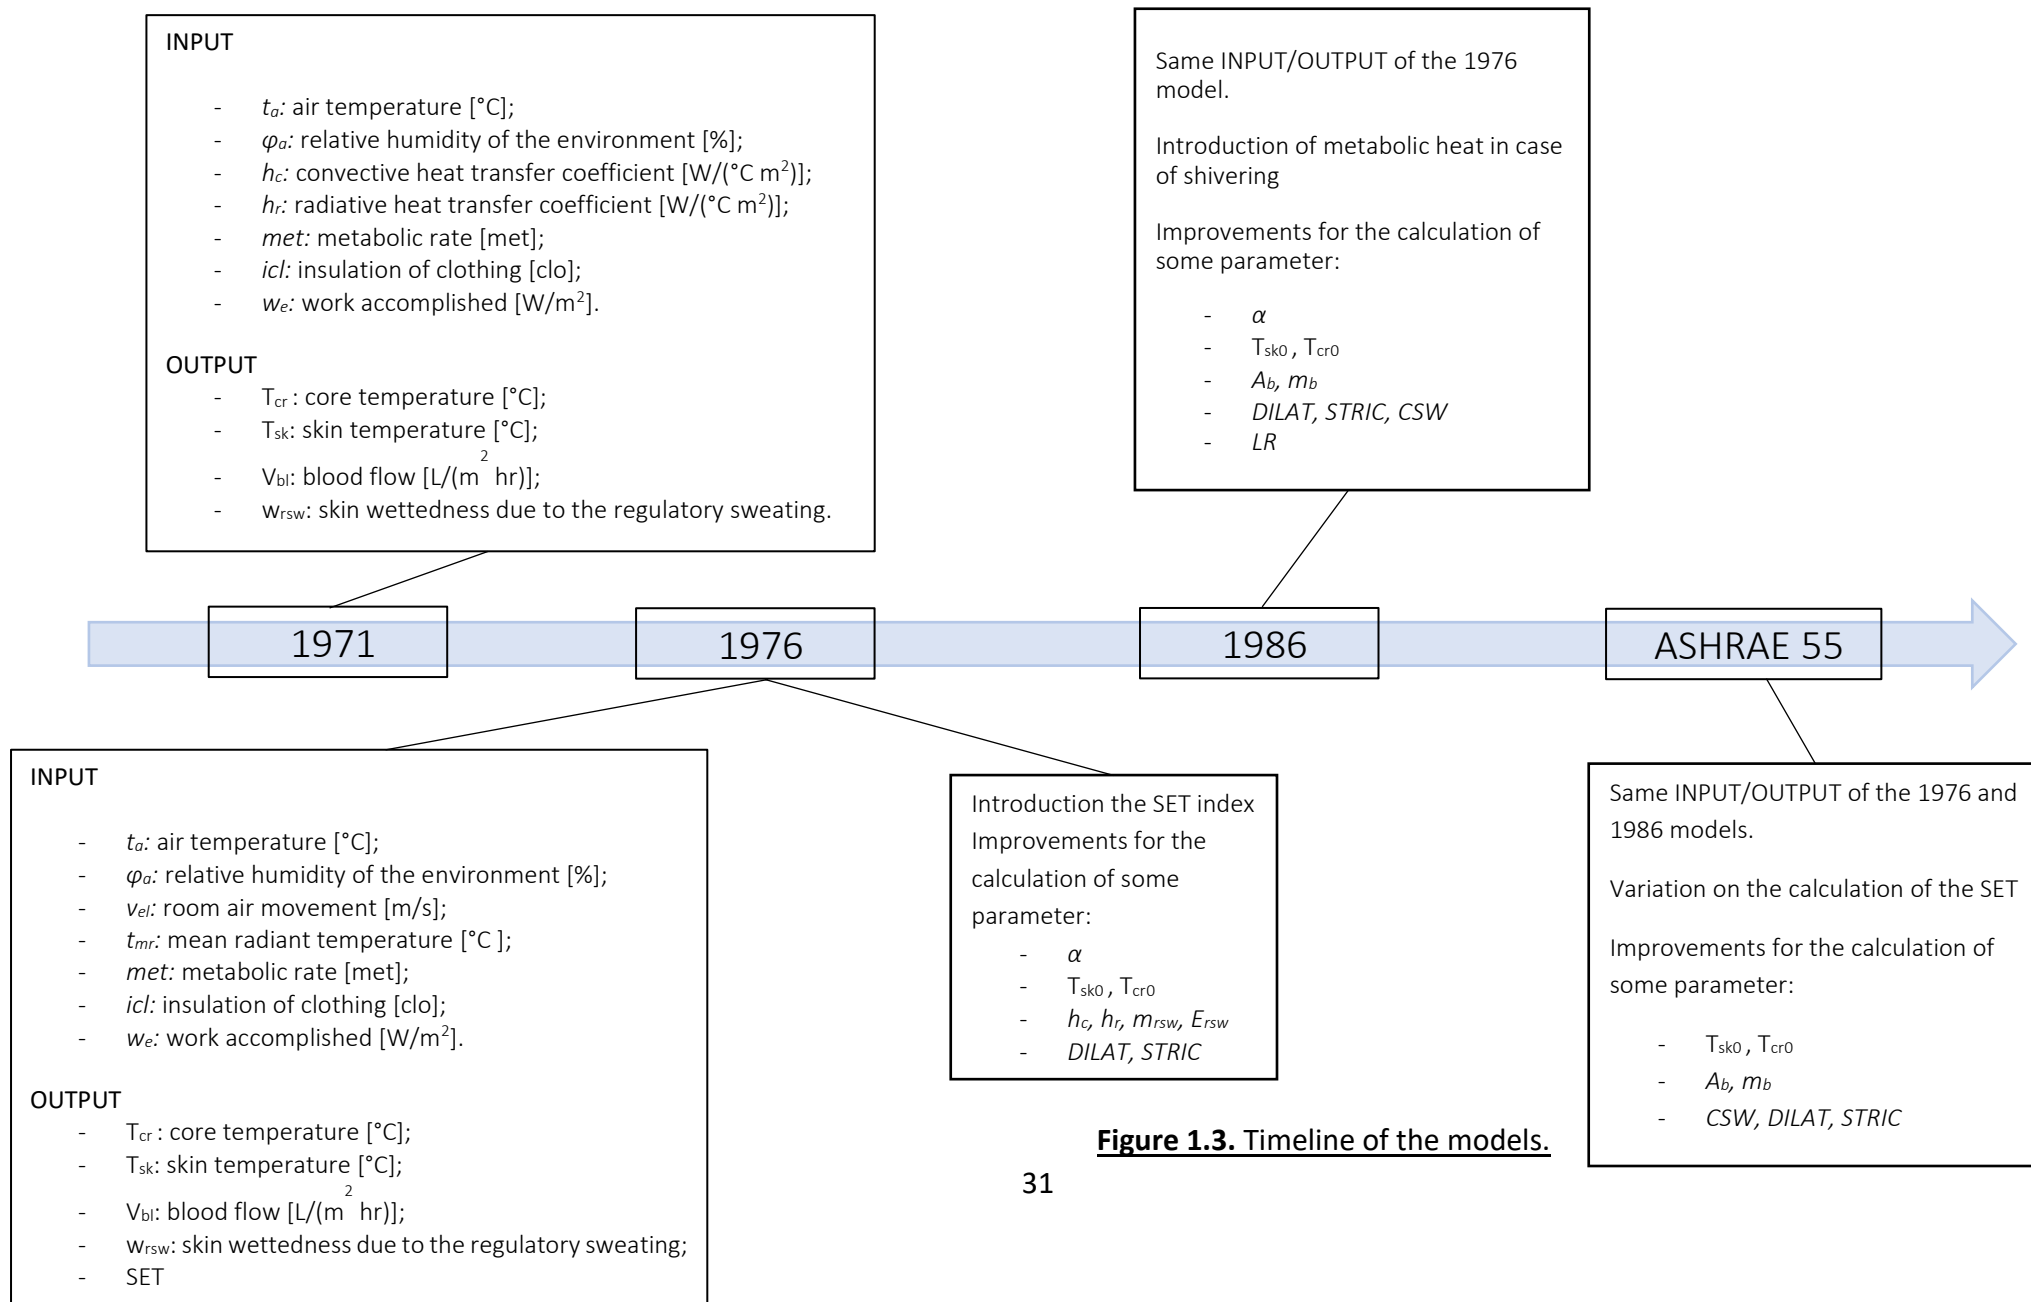 INPUT
- tₐ: air temperature [°C];
- φₐ: relative humidity of the environment [%];
- h꜀: convective heat transfer coefficient [W/(°C m²)];
- hᵣ: radiative heat transfer coefficient [W/(°C m²)];
- met: metabolic rate [met];
- icl: insulation of clothing [clo];
- wₑ: work accomplished [W/m²].
OUTPUT
- Tcr : core temperature [°C];
- Tsk: skin temperature [°C];
- Vbl: blood flow [L/(m² hr)];
- wrsw: skin wettedness due to the regulatory sweating.
Same INPUT/OUTPUT of the 1976
model.
Introduction of metabolic heat in case
of shivering
Improvements for the calculation of
some parameter:
- α
- Tsk0 , Tcr0
- Ab, mb
- DILAT, STRIC, CSW
- LR
1971
1976
1986
ASHRAE 55
INPUT
- tₐ: air temperature [°C];
- φₐ: relative humidity of the environment [%];
- vel: room air movement [m/s];
- tmr: mean radiant temperature [°C ];
- met: metabolic rate [met];
- icl: insulation of clothing [clo];
- wₑ: work accomplished [W/m²].
OUTPUT
- Tcr : core temperature [°C];
- Tsk: skin temperature [°C];
- Vbl: blood flow [L/(m² hr)];
- wrsw: skin wettedness due to the regulatory sweating;
- SET
Introduction the SET index
Improvements for the
calculation of some
parameter:
- α
- Tsk0 , Tcr0
- hc, hr, mrsw, Ersw
- DILAT, STRIC
Same INPUT/OUTPUT of the 1976 and
1986 models.
Variation on the calculation of the SET
Improvements for the calculation of
some parameter:
- Tsk0 , Tcr0
- Ab, mb
- CSW, DILAT, STRIC
Figure 1.3. Timeline of the models.
31